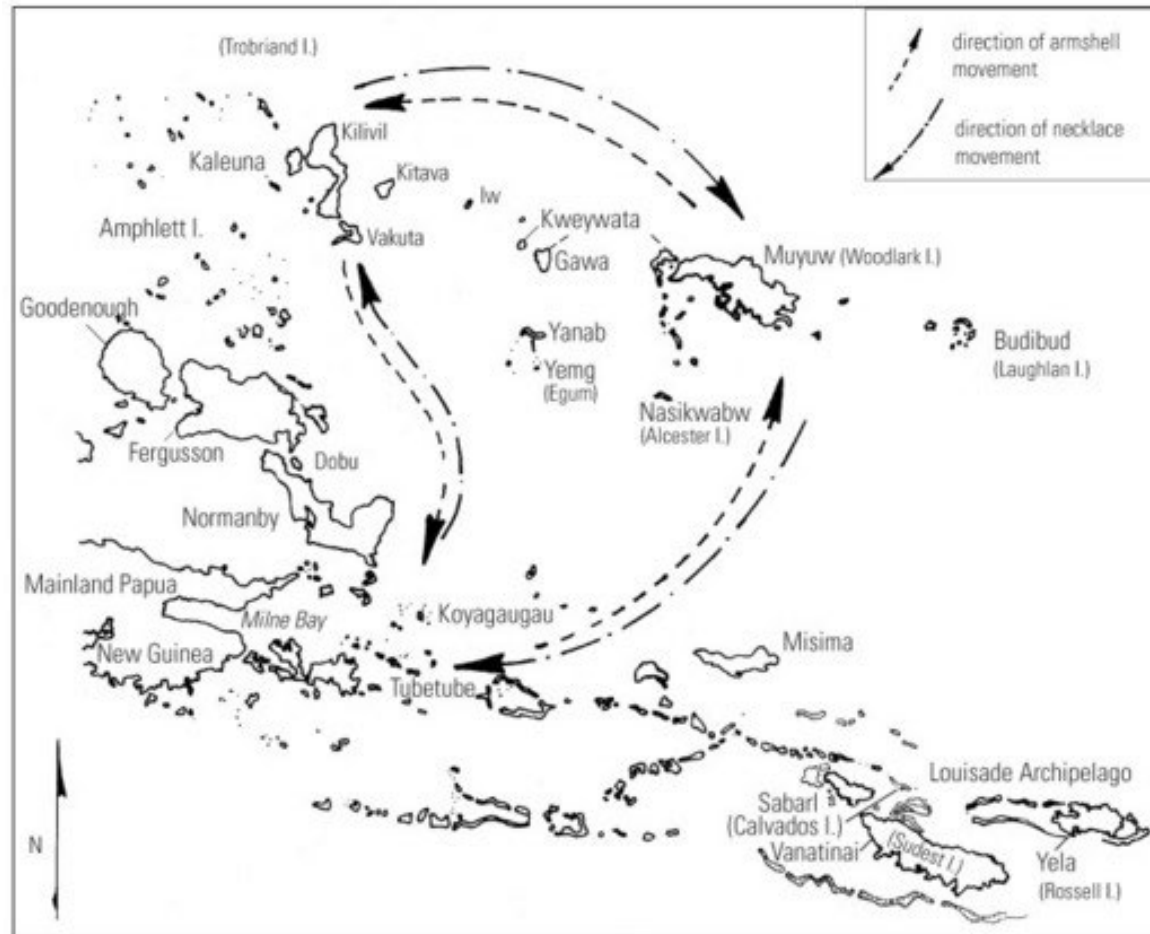 (Trobriand I.)
direction of armshell
movement
direction of necklace
movement
Kilivil
Kaleuna
Kitava
Iw
Kweywata
Amphlett I.
Vakuta
Gawa
Muyuw (Woodlark I.)
Goodenough
Yanab
Budibud
(Laughlan I.)
Yemg
(Egum)
Nasikwabw
(Alcester I.)
Fergusson
Dobu
Normanby
Mainland Papua
Milne Bay
Koyagaugau
New Guinea
Misima
Tubetube
Louisade Archipelago
Sabarl
(Calvados I.)
Vanatinai
(Sudest I.)
Yela
(Rossell I.)
N